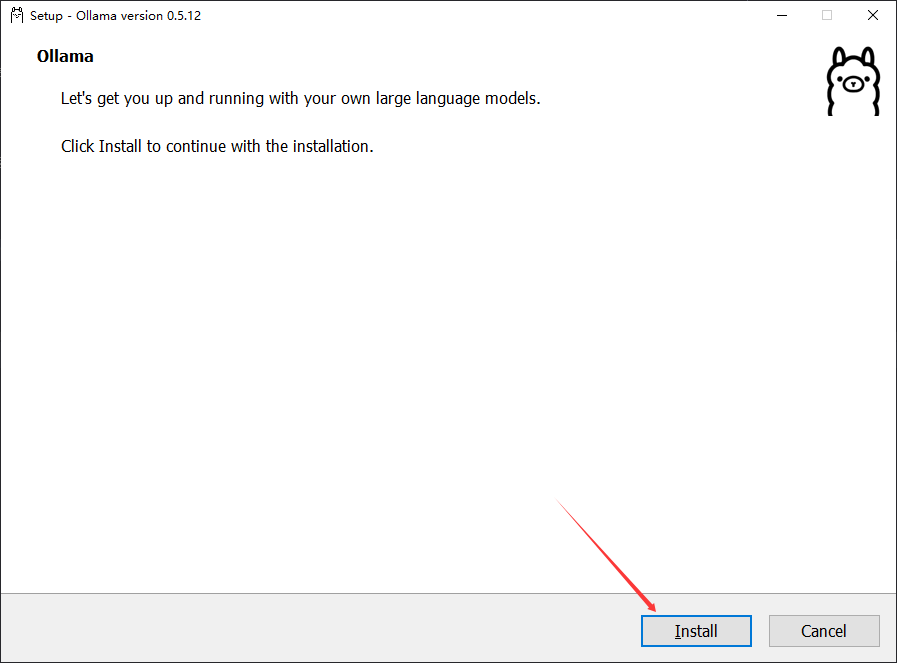 Setup - Ollama version 0.5.12
Ollama
Let's get you up and running with your own large language models.
Click Install to continue with the installation.
Install
Cancel